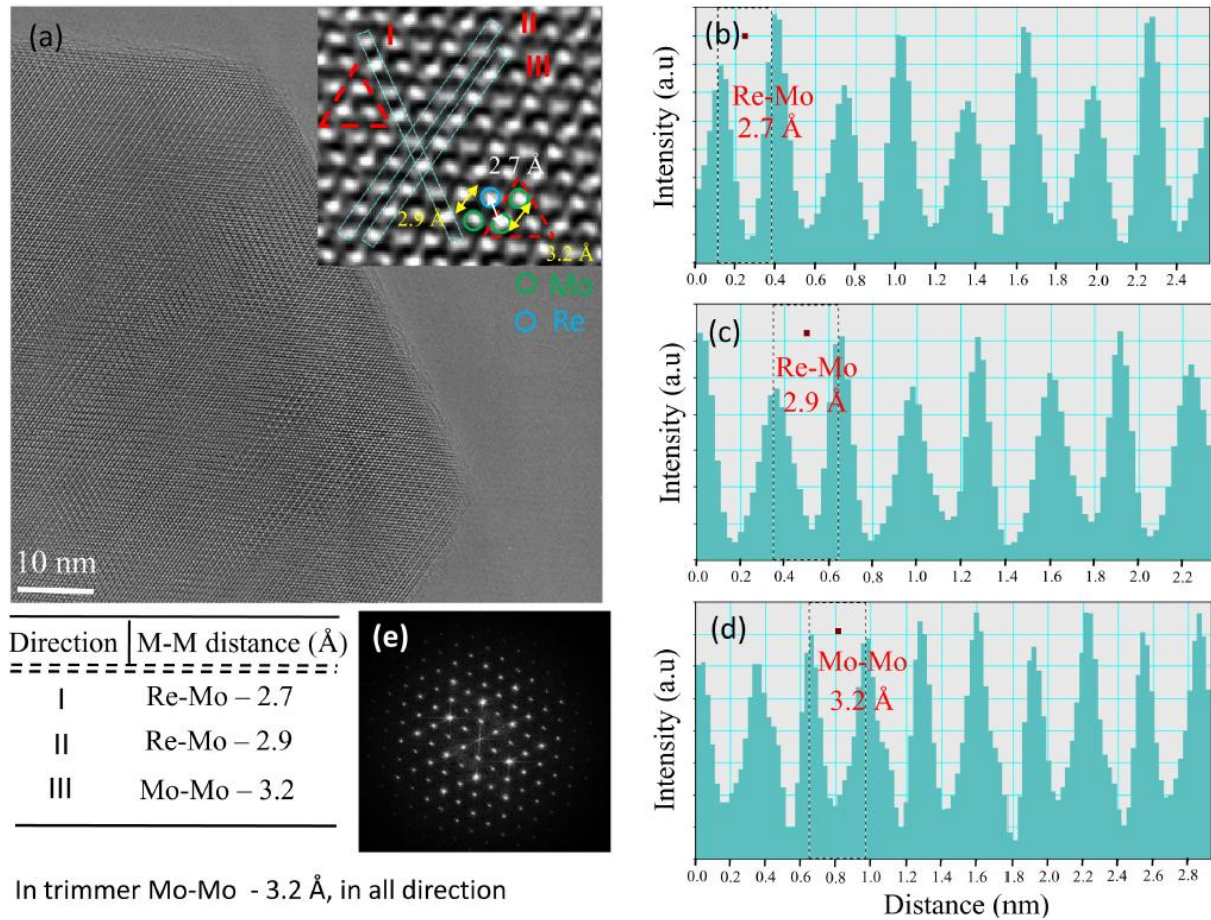 (a)
I
II
III
2.7 Å
2.9 Å
3.2 Å
Mo
Re
10 nm
Direction M-M distance (Å)
I Re-Mo – 2.7
II Re-Mo – 2.9
III Mo-Mo – 3.2
In trimmer Mo-Mo - 3.2 Å, in all direction
(e)
(b)
Re-Mo
2.7 Å
Intensity (a.u)
0.0 0.2 0.4 0.6 0.8 1.0 1.2 1.4 1.6 1.8 2.0 2.2 2.4
(c)
Re-Mo
2.9 Å
Intensity (a.u)
0.0 0.2 0.4 0.6 0.8 1.0 1.2 1.4 1.6 1.8 2.0 2.2
(d)
Mo-Mo
3.2 Å
Intensity (a.u)
0.0 0.2 0.4 0.6 0.8 1.0 1.2 1.4 1.6 1.8 2.0 2.2 2.4 2.6 2.8
Distance (nm)